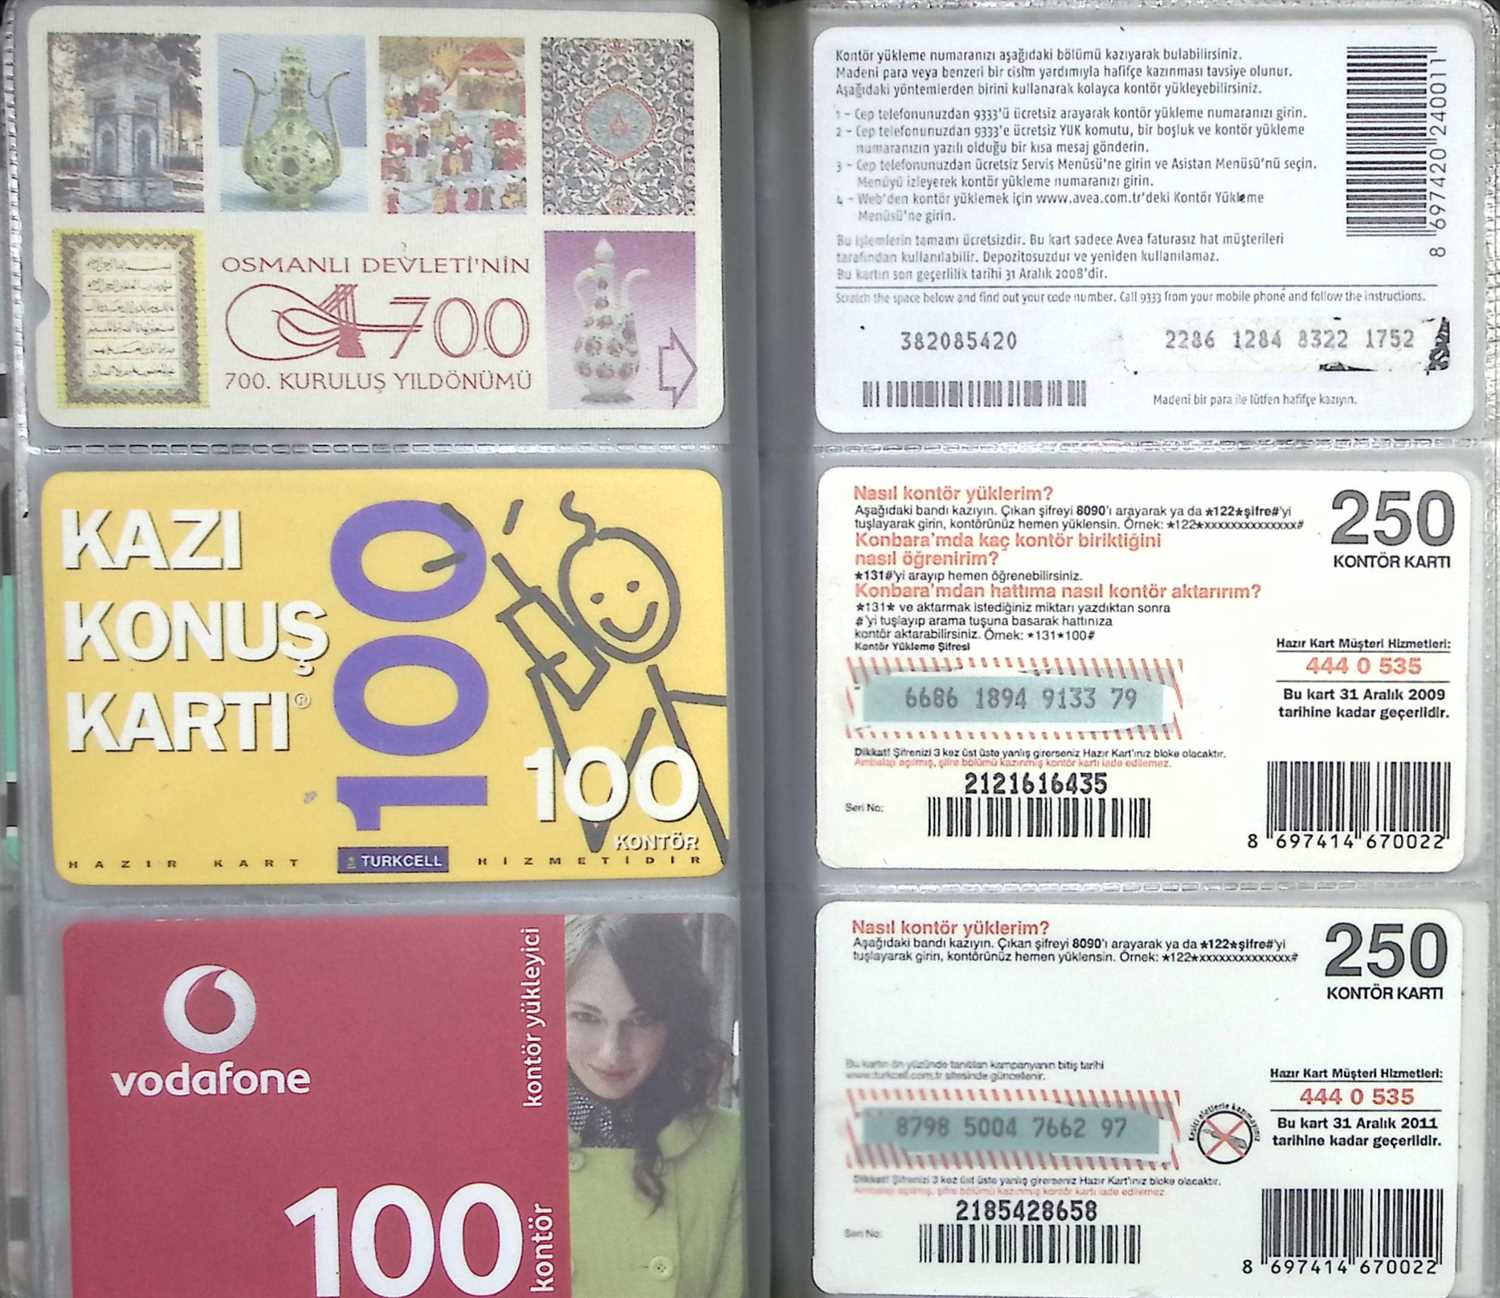 OSMANLI DEVLETİ'NİN
700
700. KURULUŞ YILDÖNÜMÜ
KAZI
KONUŞ
KARTI®
100
100
KONTÖR
HAZIR KART
TURKCELL
HİZMETİDİR
vodafone
kontör yükleyici
100
kontör
Kontör yükleme numaranızı aşağıdaki bölümü kazıyarak bulabilirsiniz.
Madeni para veya benzeri bir cisim yardımıyla hafifçe kazınması tavsiye olunur.
Aşağıdaki yöntemlerden birini kullanarak kolayca kontör yükleyebilirsiniz.
1 - Cep telefonunuzdan 9333'ü ücretsiz arayarak kontör yükleme numaranızı girin.
2 - Cep telefonunuzdan 9333'e ücretsiz YUK komutu, bir boşluk ve kontör yükleme
numaranızın yazılı olduğu bir kısa mesaj gönderin.
3 - Cep telefonunuzdan ücretsiz Servis Menüsü'ne girin ve Asistan Menüsü'nü seçin.
Menüyü izleyerek kontör yükleme numaranızı girin.
4 - Web'den kontör yüklemek için www.avea.com.tr'deki Kontör Yükleme
Menüsü'ne girin.
Bu işlemlerin tamamı ücretsizdir. Bu kart sadece Avea faturasız hat müşterileri
tarafından kullanılabilir. Depozitosuzdur ve yeniden kullanılamaz.
Bu kartın son geçerlilik tarihi 31 Aralık 2008'dir.
Scratch the space below and find out your code number. Call 9333 from your mobile phone and follow the instructions.
382085420
2286 1284 8322 1752
Madeni bir para ile lütfen hafifçe kazıyın.
8 697420 240011
Nasıl kontör yüklerim?
Aşağıdaki bandı kazıyın. Çıkan şifreyi 8090'ı arayarak ya da *122*şifre#'yi
tuşlayarak girin, kontörünüz hemen yüklensin. Örnek: *122*xxxxxxxxxxxxxx#
Konbara'mda kaç kontör biriktiğini
nasıl öğrenirim?
*131#'yi arayıp hemen öğrenebilirsiniz.
Konbara'mdan hattıma nasıl kontör aktarırım?
*131* ve aktarmak istediğiniz miktarı yazdıktan sonra
#'yi tuşlayıp arama tuşuna basarak hattınıza
kontör aktarabilirsiniz. Örnek: *131*100#
Kontör Yükleme Şifresi
6686 1894 9133 79
Dikkat! Şifrenizi 3 kez üst üste yanlış girerseniz Hazır Kart'ınız bloke olacaktır.
Ambalajı açılmış, şifre bölümü kazınmış kontör kartı iade edilemez.
Seri No:
2121616435
250
KONTÖR KARTI
Hazır Kart Müşteri Hizmetleri:
444 0 535
Bu kart 31 Aralık 2009
tarihine kadar geçerlidir.
8 697414 670022
Nasıl kontör yüklerim?
Aşağıdaki bandı kazıyın. Çıkan şifreyi 8090'ı arayarak ya da *122*şifre#'yi
tuşlayarak girin, kontörünüz hemen yüklensin. Örnek: *122*xxxxxxxxxxxxxx#
Bu kartın ön yüzünde tanıtılan kampanyanın bitiş tarihi
www.turkcell.com.tr sitesinde güncellenir.
8798 5004 7662 97
Kesici aletlerle kazımayınız
Dikkat! Şifrenizi 3 kez üst üste yanlış girerseniz Hazır Kart'ınız bloke olacaktır.
Ambalajı açılmış, şifre bölümü kazınmış kontör kartı iade edilemez.
Seri No:
2185428658
250
KONTÖR KARTI
Hazır Kart Müşteri Hizmetleri:
444 0 535
Bu kart 31 Aralık 2011
tarihine kadar geçerlidir.
8 697414 670022